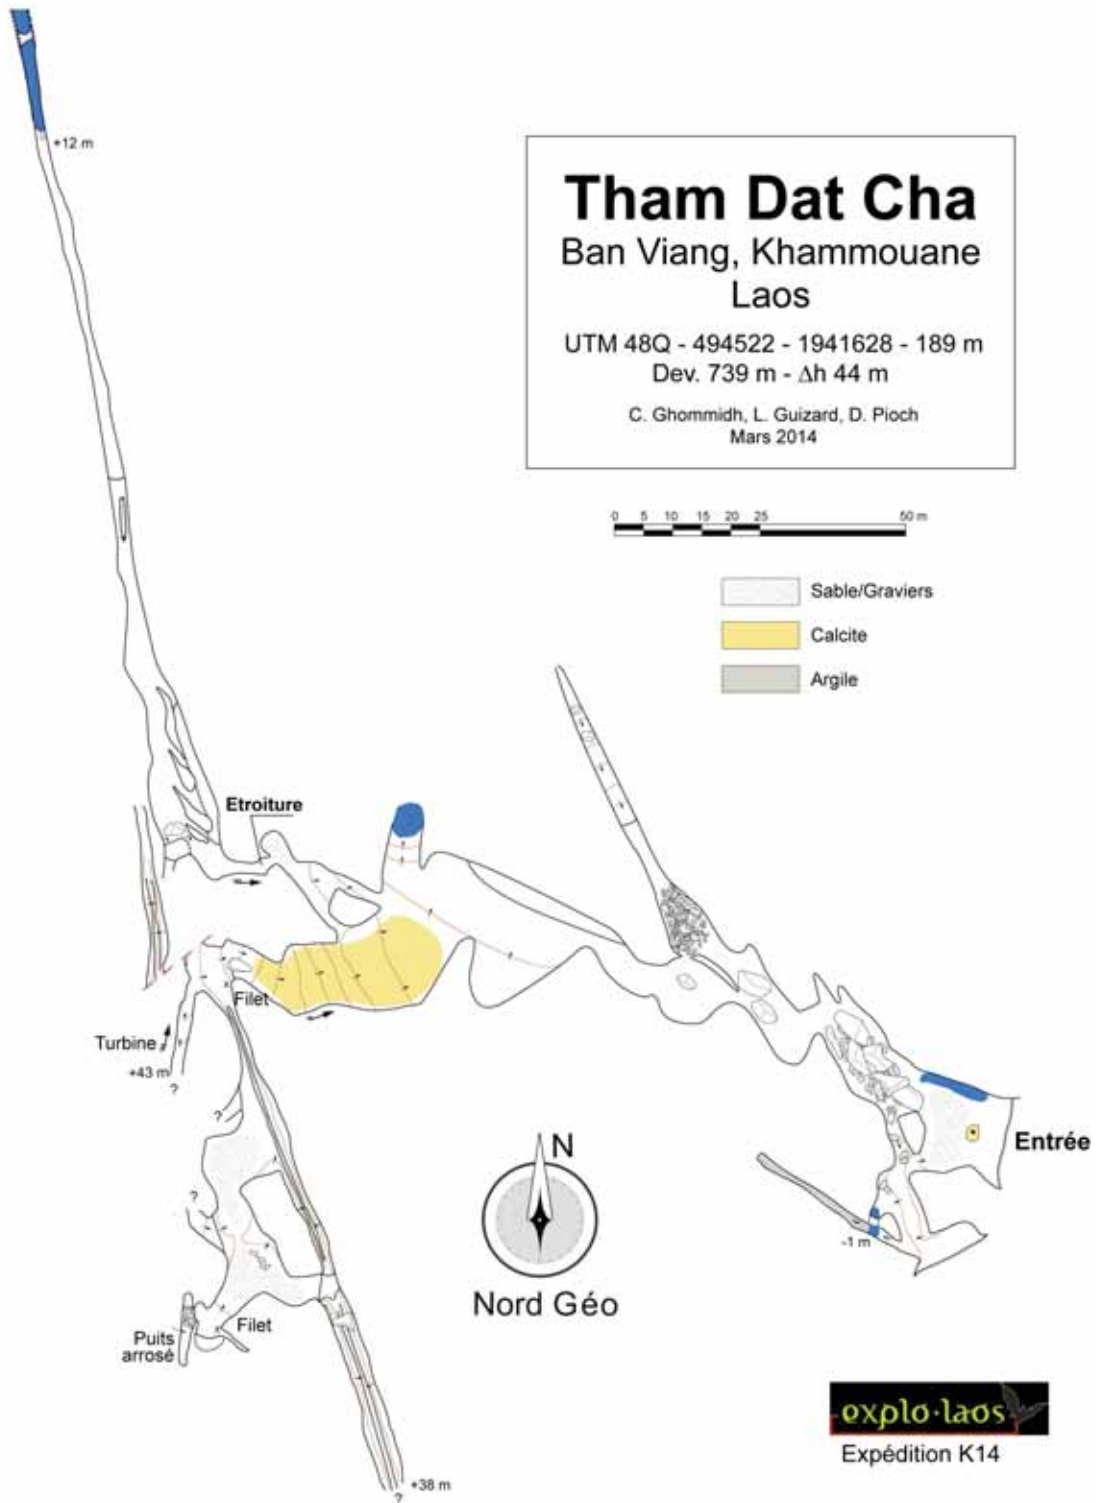 +12 m
Tham Dat Cha
Ban Viang, Khammouane
Laos
UTM 48Q - 494522 - 1941628 - 189 m
Dev. 739 m - Δh 44 m
C. Ghommidh, L. Guizard, D. Pioch
Mars 2014
0 5 10 15 20 25 50 m
Sable/Graviers
Calcite
Argile
Etroiture
Filet
Turbine
+43 m
?
?
Entrée
?
-1 m
N
Nord Géo
Filet
Puits
arrosé
explo·laos
Expédition K14
+38 m
?